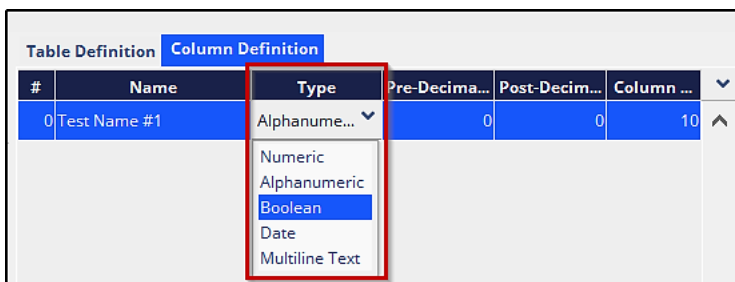 Table Definition Column Definition
# Name Type Pre-Decima... Post-Decim... Column ...
0 Test Name #1 Alphanume... 0 0 10
Numeric
Alphanumeric
Boolean
Date
Multiline Text